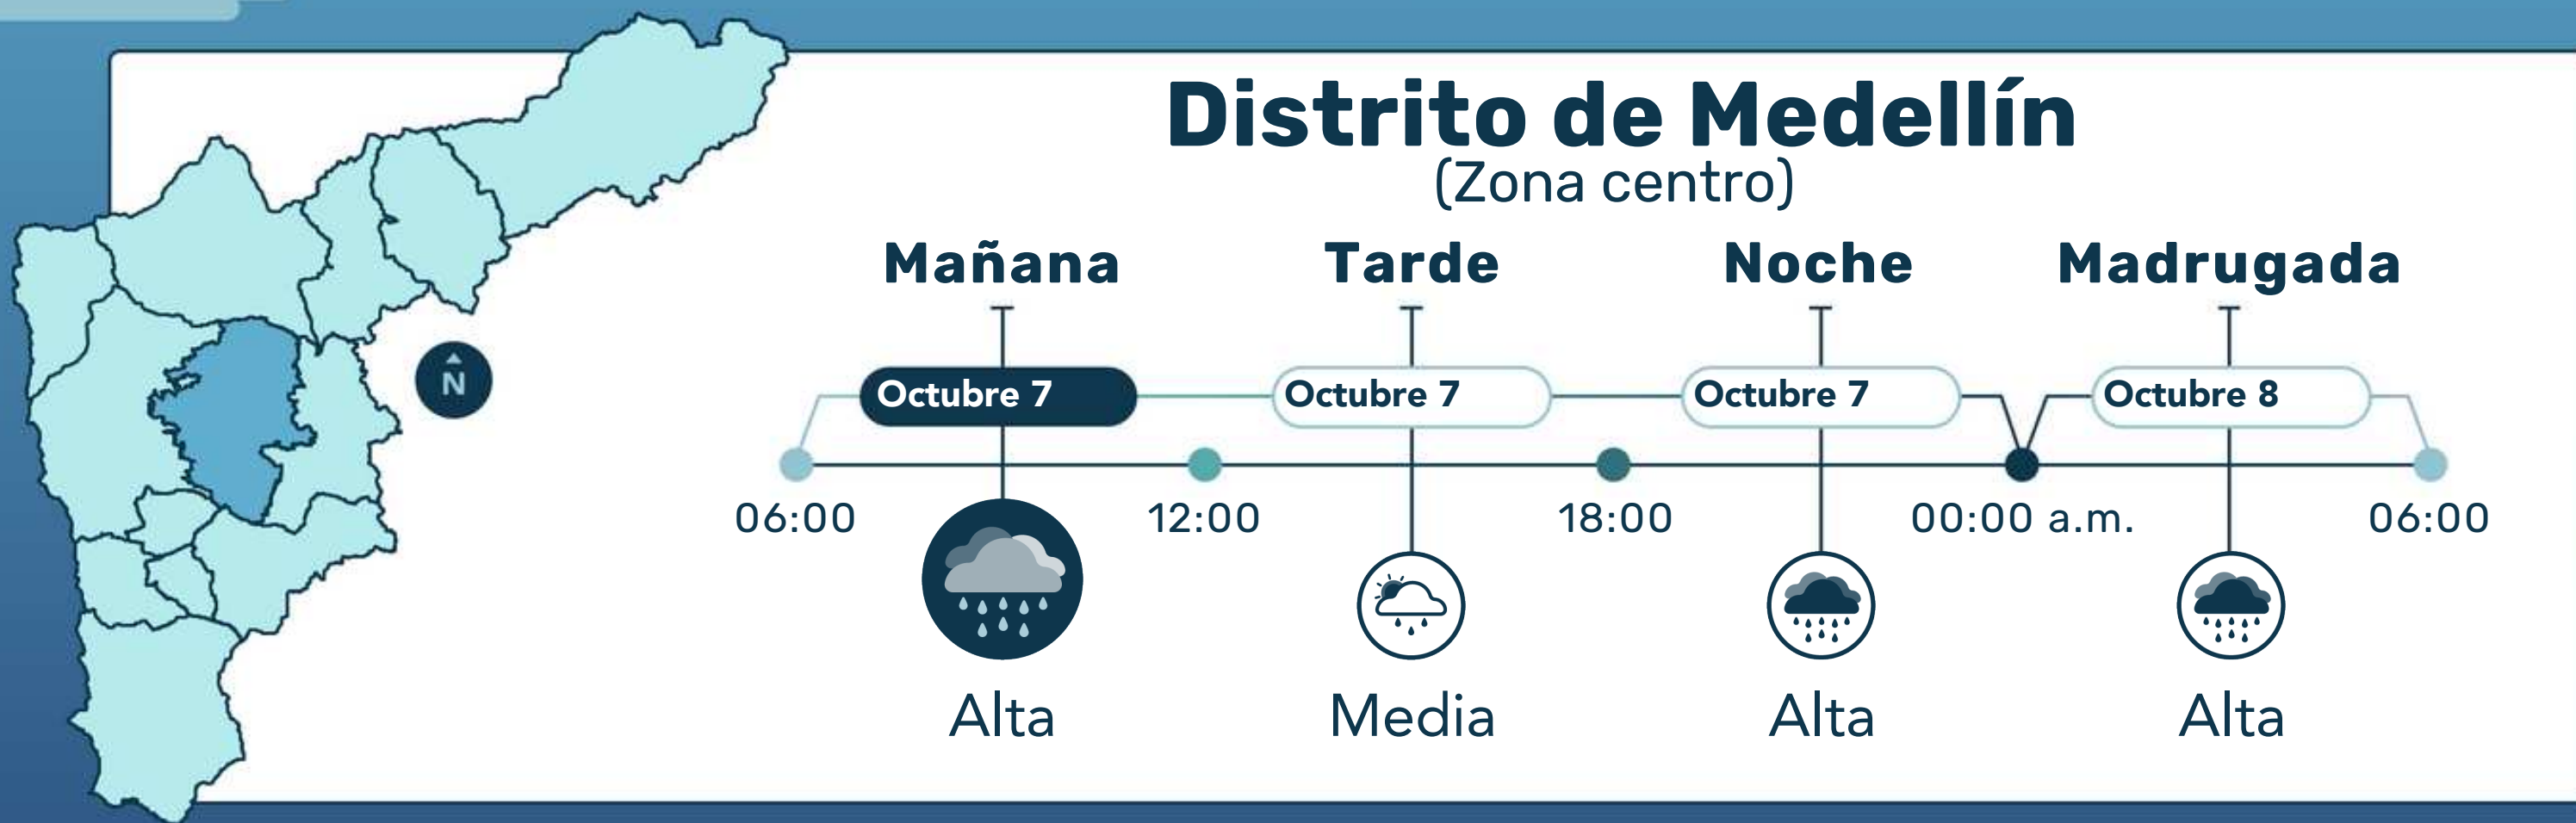 Distrito de Medellín
(Zona centro)
Mañana Tarde Noche Madrugada
N
Octubre 7 Octubre 7 Octubre 7 Octubre 8
06:00 12:00 18:00 00:00 a.m. 06:00
Alta Media Alta Alta